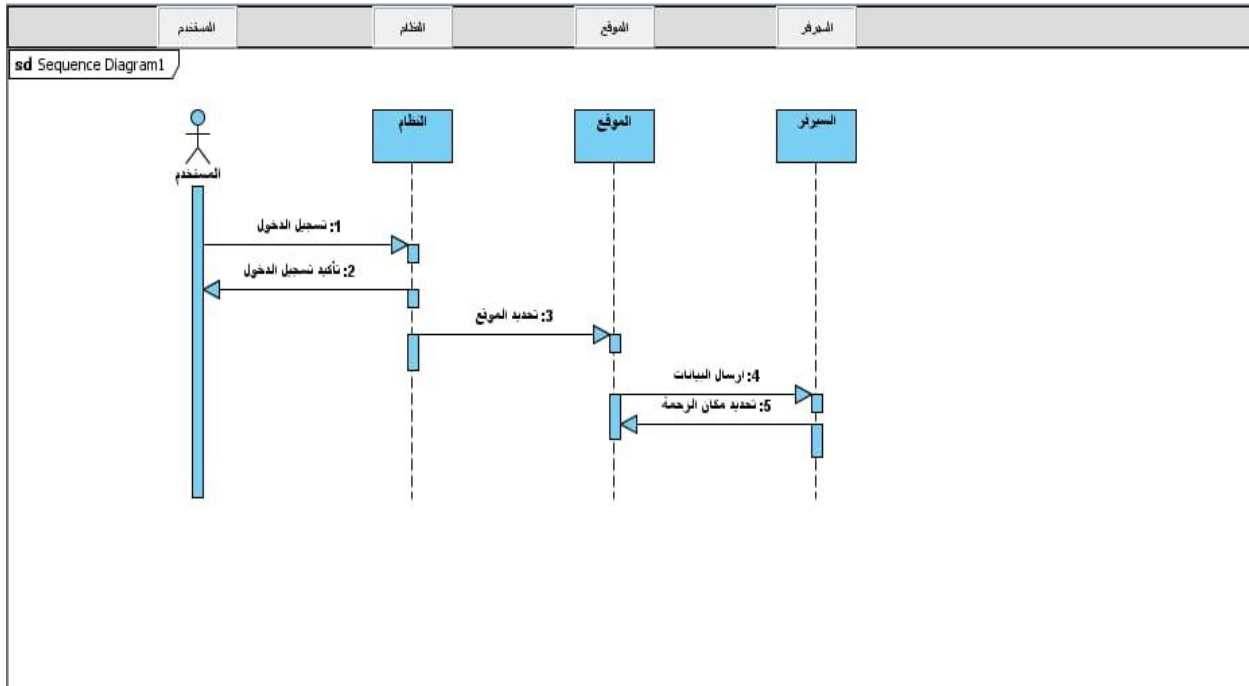 المستخدم
النظام
الموقع
السيرفر
sd Sequence Diagram1
النظام
الموقع
السيرفر
المستخدم
1: تسجيل الدخول
2: تأكيد تسجيل الدخول
3: تحديد الموقع
4: ارسال البيانات
5: تحديد مكان الزحمة